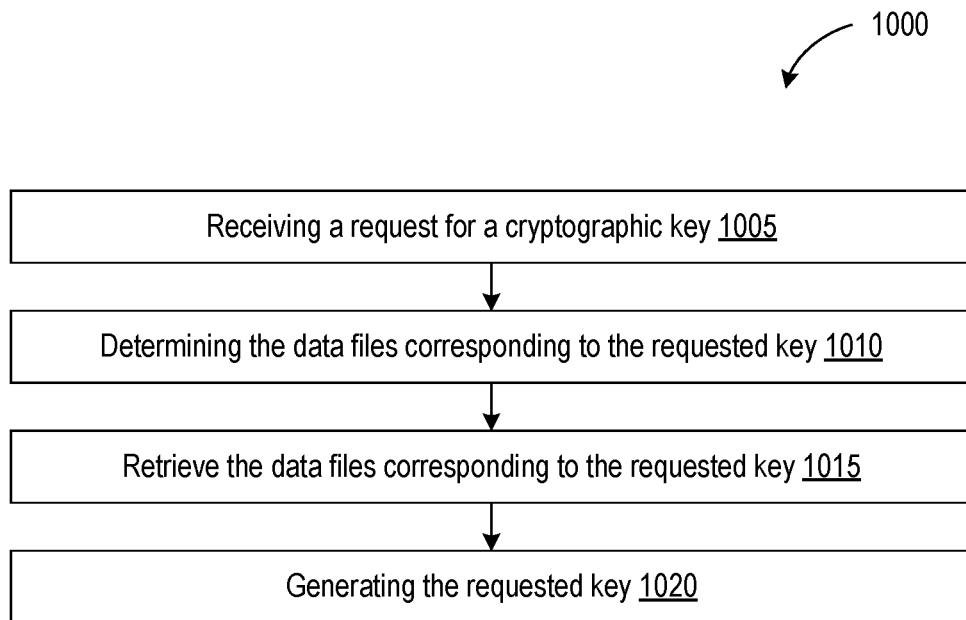 1000
Receiving a request for a cryptographic key 1005
Determining the data files corresponding to the requested key 1010
Retrieve the data files corresponding to the requested key 1015
Generating the requested key 1020